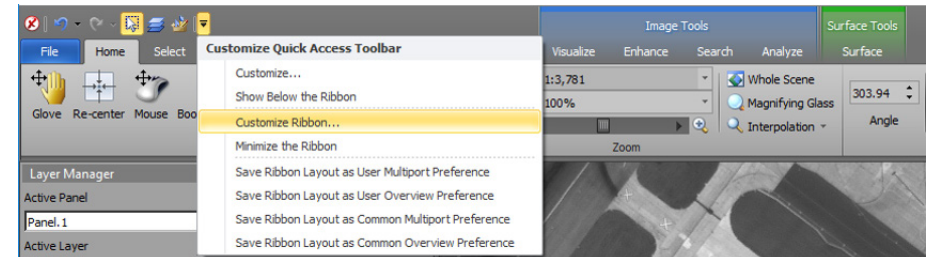 Image Tools
Surface Tools
File
Home
Select
Visualize
Enhance
Search
Analyze
Surface
Customize Quick Access Toolbar
Customize...
Show Below the Ribbon
Customize Ribbon...
Minimize the Ribbon
Save Ribbon Layout as User Multiport Preference
Save Ribbon Layout as User Overview Preference
Save Ribbon Layout as Common Multiport Preference
Save Ribbon Layout as Common Overview Preference
Glove
Re-center
Mouse
Boo
1:3,781
100%
Zoom
Whole Scene
Magnifying Glass
Interpolation
303.94
Angle
Layer Manager
Active Panel
Panel.1
Active Layer